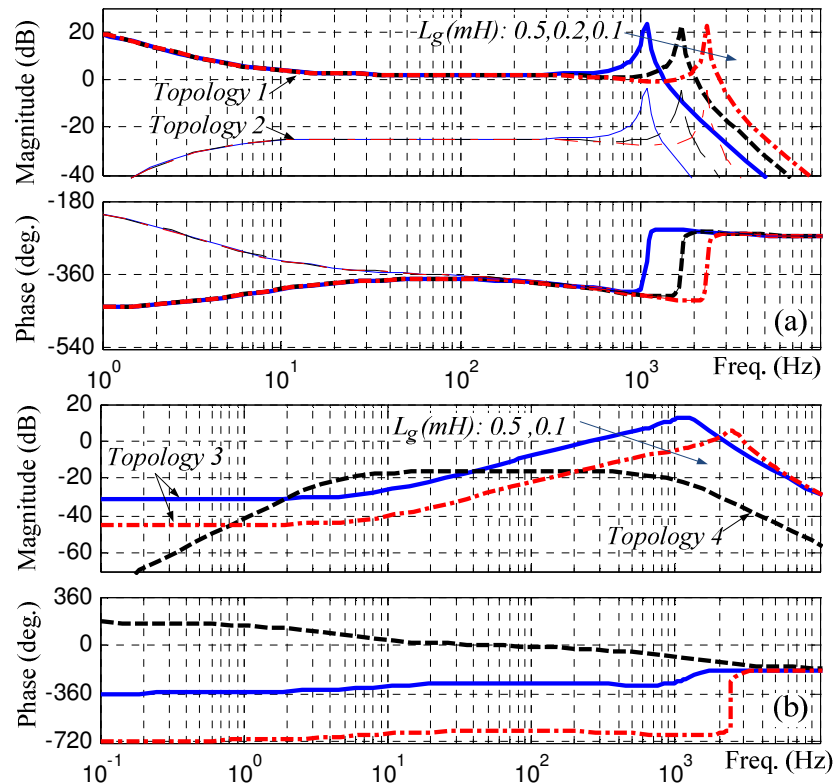 20
0
-20
-40
Magnitude (dB)
L_g(mH): 0.5,0.2,0.1
Topology 1
Topology 2
-180
-360
-540
Phase (deg.)
(a)
10^0
10^1
10^2
10^3
Freq. (Hz)
20
0
-20
-40
-60
Magnitude (dB)
L_g(mH): 0.5 ,0.1
Topology 3
Topology 4
360
0
-360
-720
Phase (deg.)
(b)
10^-1
10^0
10^1
10^2
10^3
Freq. (Hz)